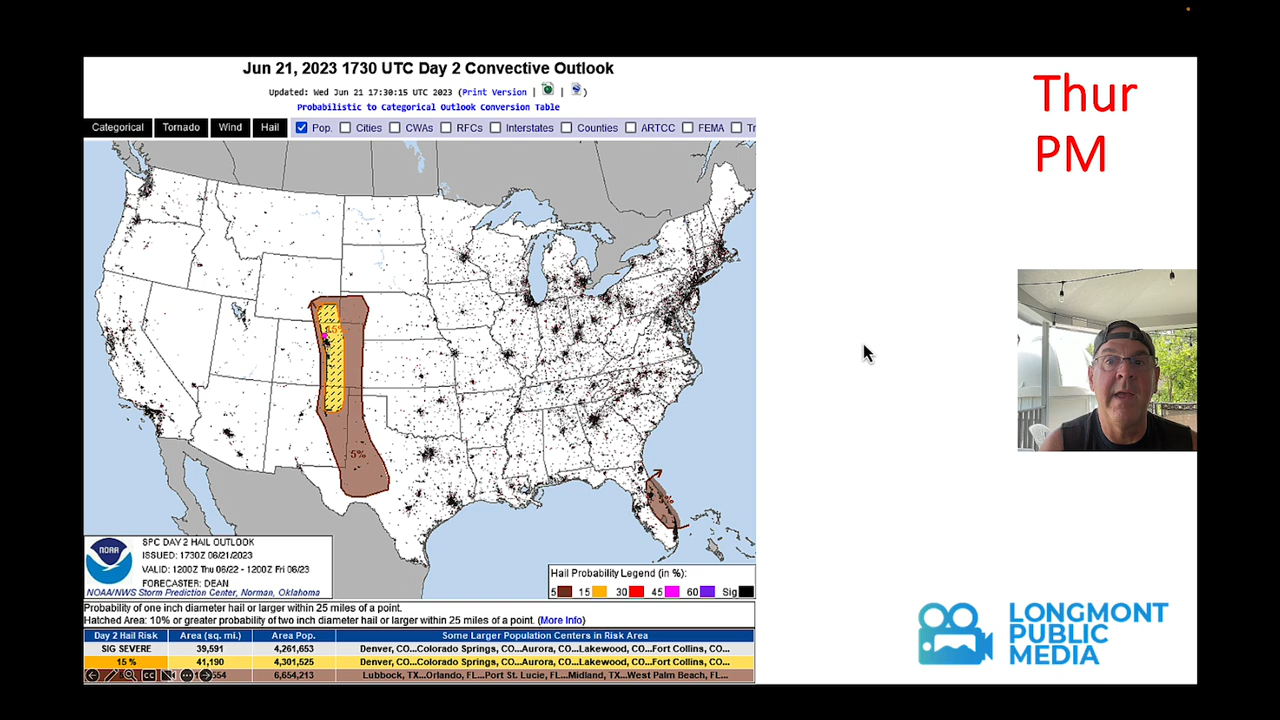 Jun 21, 2023 1730 UTC Day 2 Convective Outlook
Updated: Wed Jun 21 17:30:15 UTC 2023 (Print Version | | )
Probabilistic to Categorical Outlook Conversion Table
Categorical Tornado Wind Hail Pop. Cities CWAs RFCs Interstates Counties ARTCC FEMA Tr
Thur
PM
15%
5%
5%
NOAA
SPC DAY 2 HAIL OUTLOOK
ISSUED: 1730Z 06/21/2023
VALID: 1200Z Thu 06/22 - 1200Z Fri 06/23
FORECASTER: DEAN
NOAA/NWS Storm Prediction Center, Norman, Oklahoma
Hail Probability Legend (in %):
5 15 30 45 60 Sig
Probability of one inch diameter hail or larger within 25 miles of a point.
Hatched Area: 10% or greater probability of two inch diameter hail or larger within 25 miles of a point. (More Info)
Day 2 Hail Risk Area (sq. mi.) Area Pop. Some Larger Population Centers in Risk Area
SIG SEVERE 39,591 4,261,653 Denver, CO...Colorado Springs, CO...Aurora, CO...Lakewood, CO...Fort Collins, CO...
15 % 41,190 4,301,525 Denver, CO...Colorado Springs, CO...Aurora, CO...Lakewood, CO...Fort Collins, CO...
6,654,213 Lubbock, TX...Orlando, FL...Port St. Lucie, FL...Midland, TX...West Palm Beach, FL...
CC
LONGMONT
PUBLIC
MEDIA